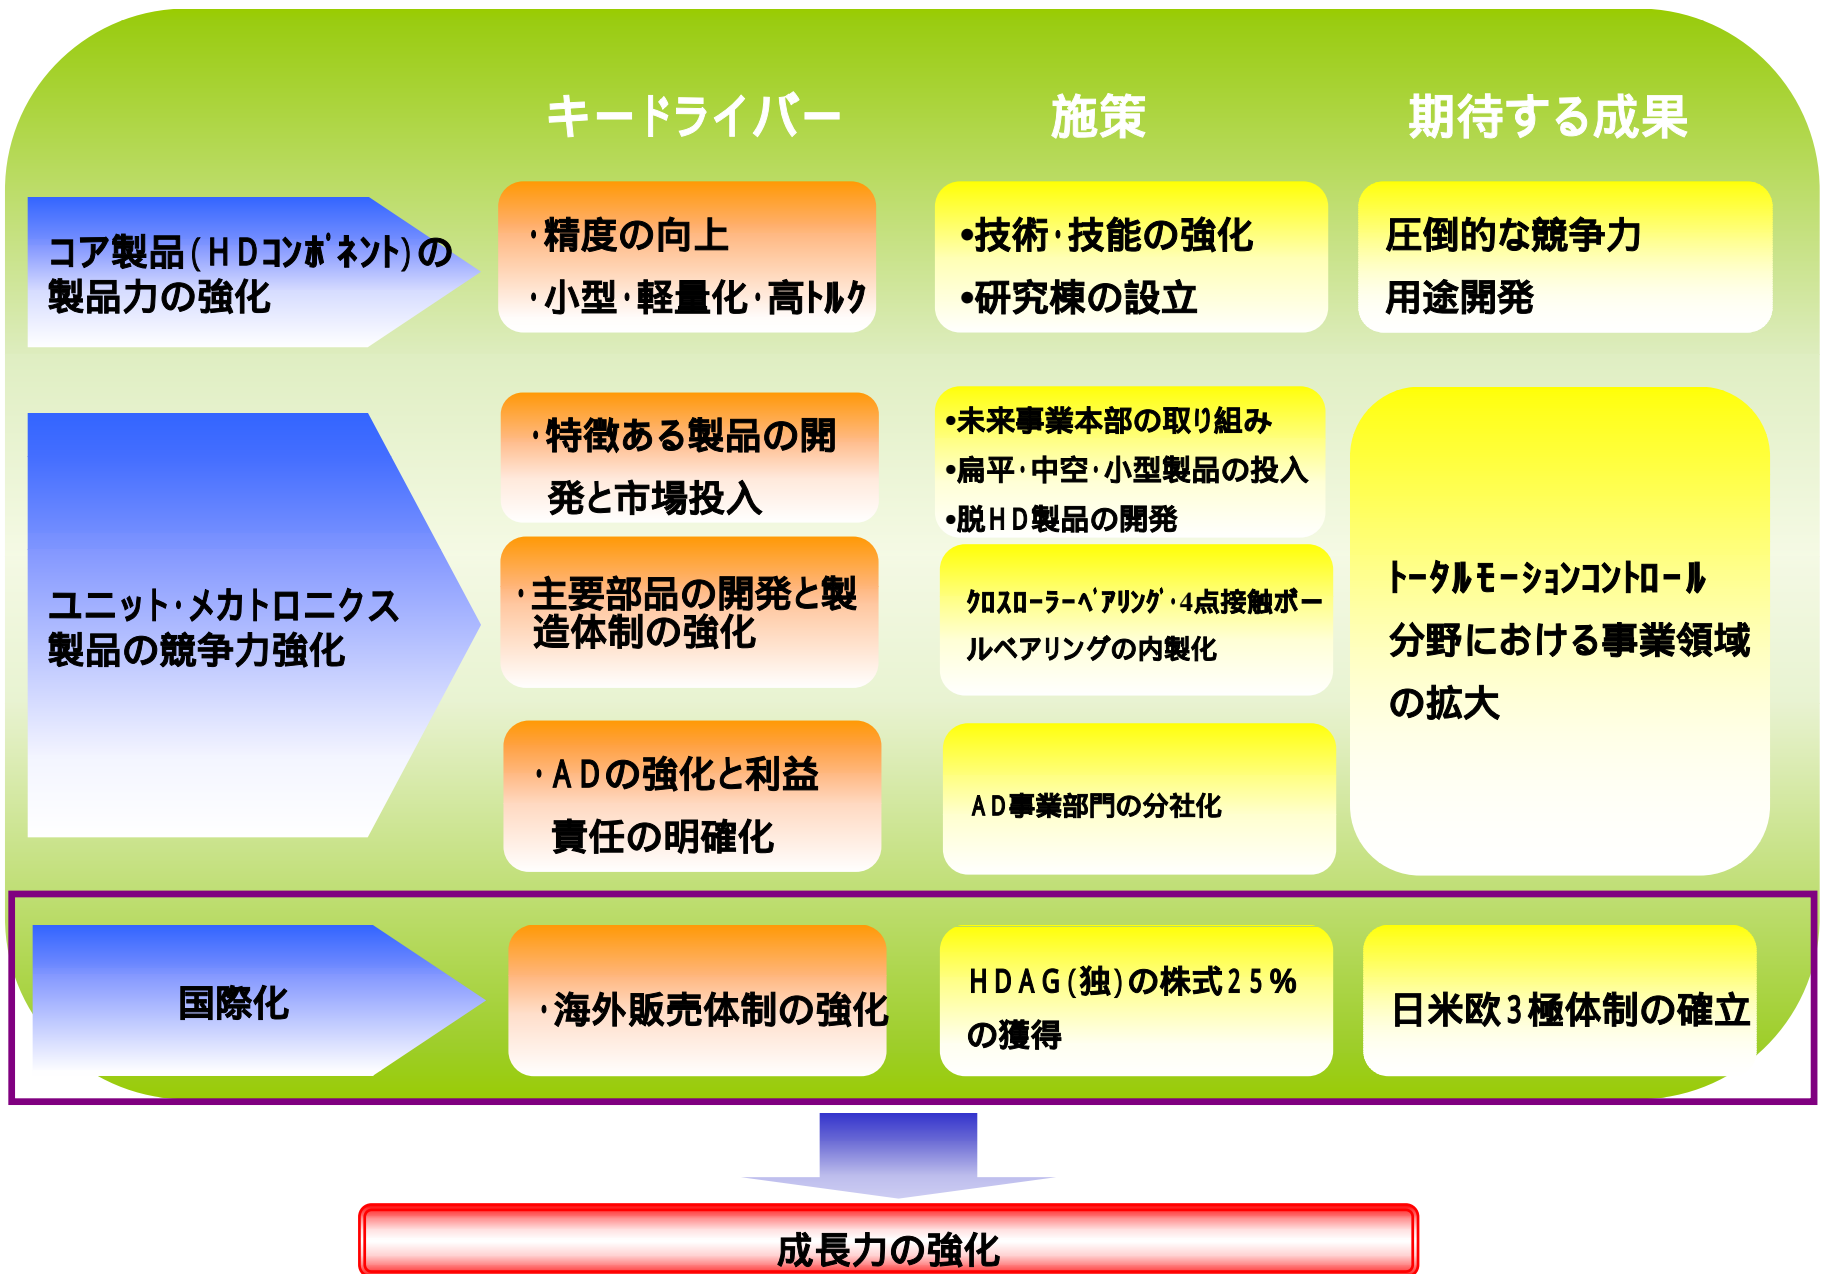 キードライバー
施策
期待する成果
コア製品(HDコンポネント)の
製品力の強化
・精度の向上
・小型・軽量化・高トルク
•技術・技能の強化
•研究棟の設立
圧倒的な競争力
用途開発
ユニット・メカトロニクス
製品の競争力強化
・特徴ある製品の開
発と市場投入
•未来事業本部の取り組み
•扁平・中空・小型製品の投入
•脱HD製品の開発
・主要部品の開発と製
造体制の強化
クロスローラーベアリング・4点接触ボー
ルベアリングの内製化
・ADの強化と利益
責任の明確化
AD事業部門の分社化
トータルモーションコントロール
分野における事業領域
の拡大
国際化
・海外販売体制の強化
HDAG(独)の株式25%
の獲得
日米欧3極体制の確立
成長力の強化